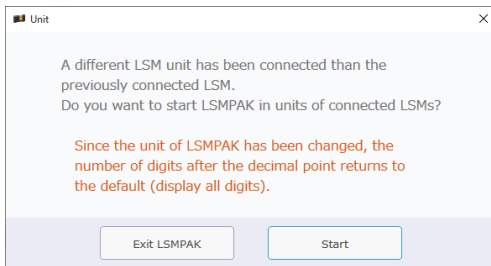 Unit
A different LSM unit has been connected than the
previously connected LSM.
Do you want to start LSMPAK in units of connected LSMs?
Since the unit of LSMPAK has been changed, the
number of digits after the decimal point returns to
the default (display all digits).
Exit LSMPAK
Start